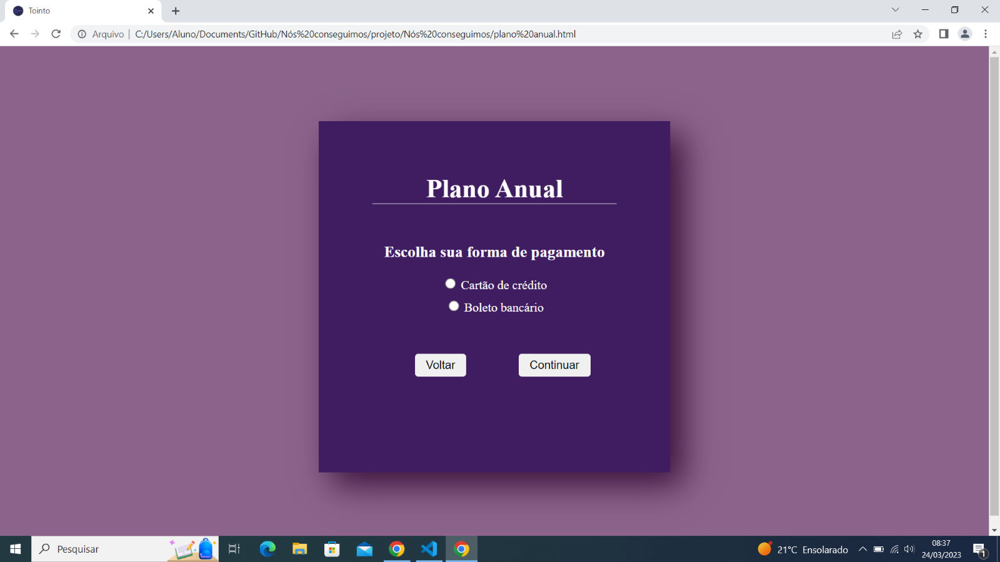 Tointo
Arquivo | C:/Users/Aluno/Documents/GitHub/Nós%20conseguimos/projeto/Nós%20conseguimos/plano%20anual.html
Plano Anual
Escolha sua forma de pagamento
Cartão de crédito
Boleto bancário
Voltar Continuar
Pesquisar
21°C Ensolarado
08:37
24/03/2023
1